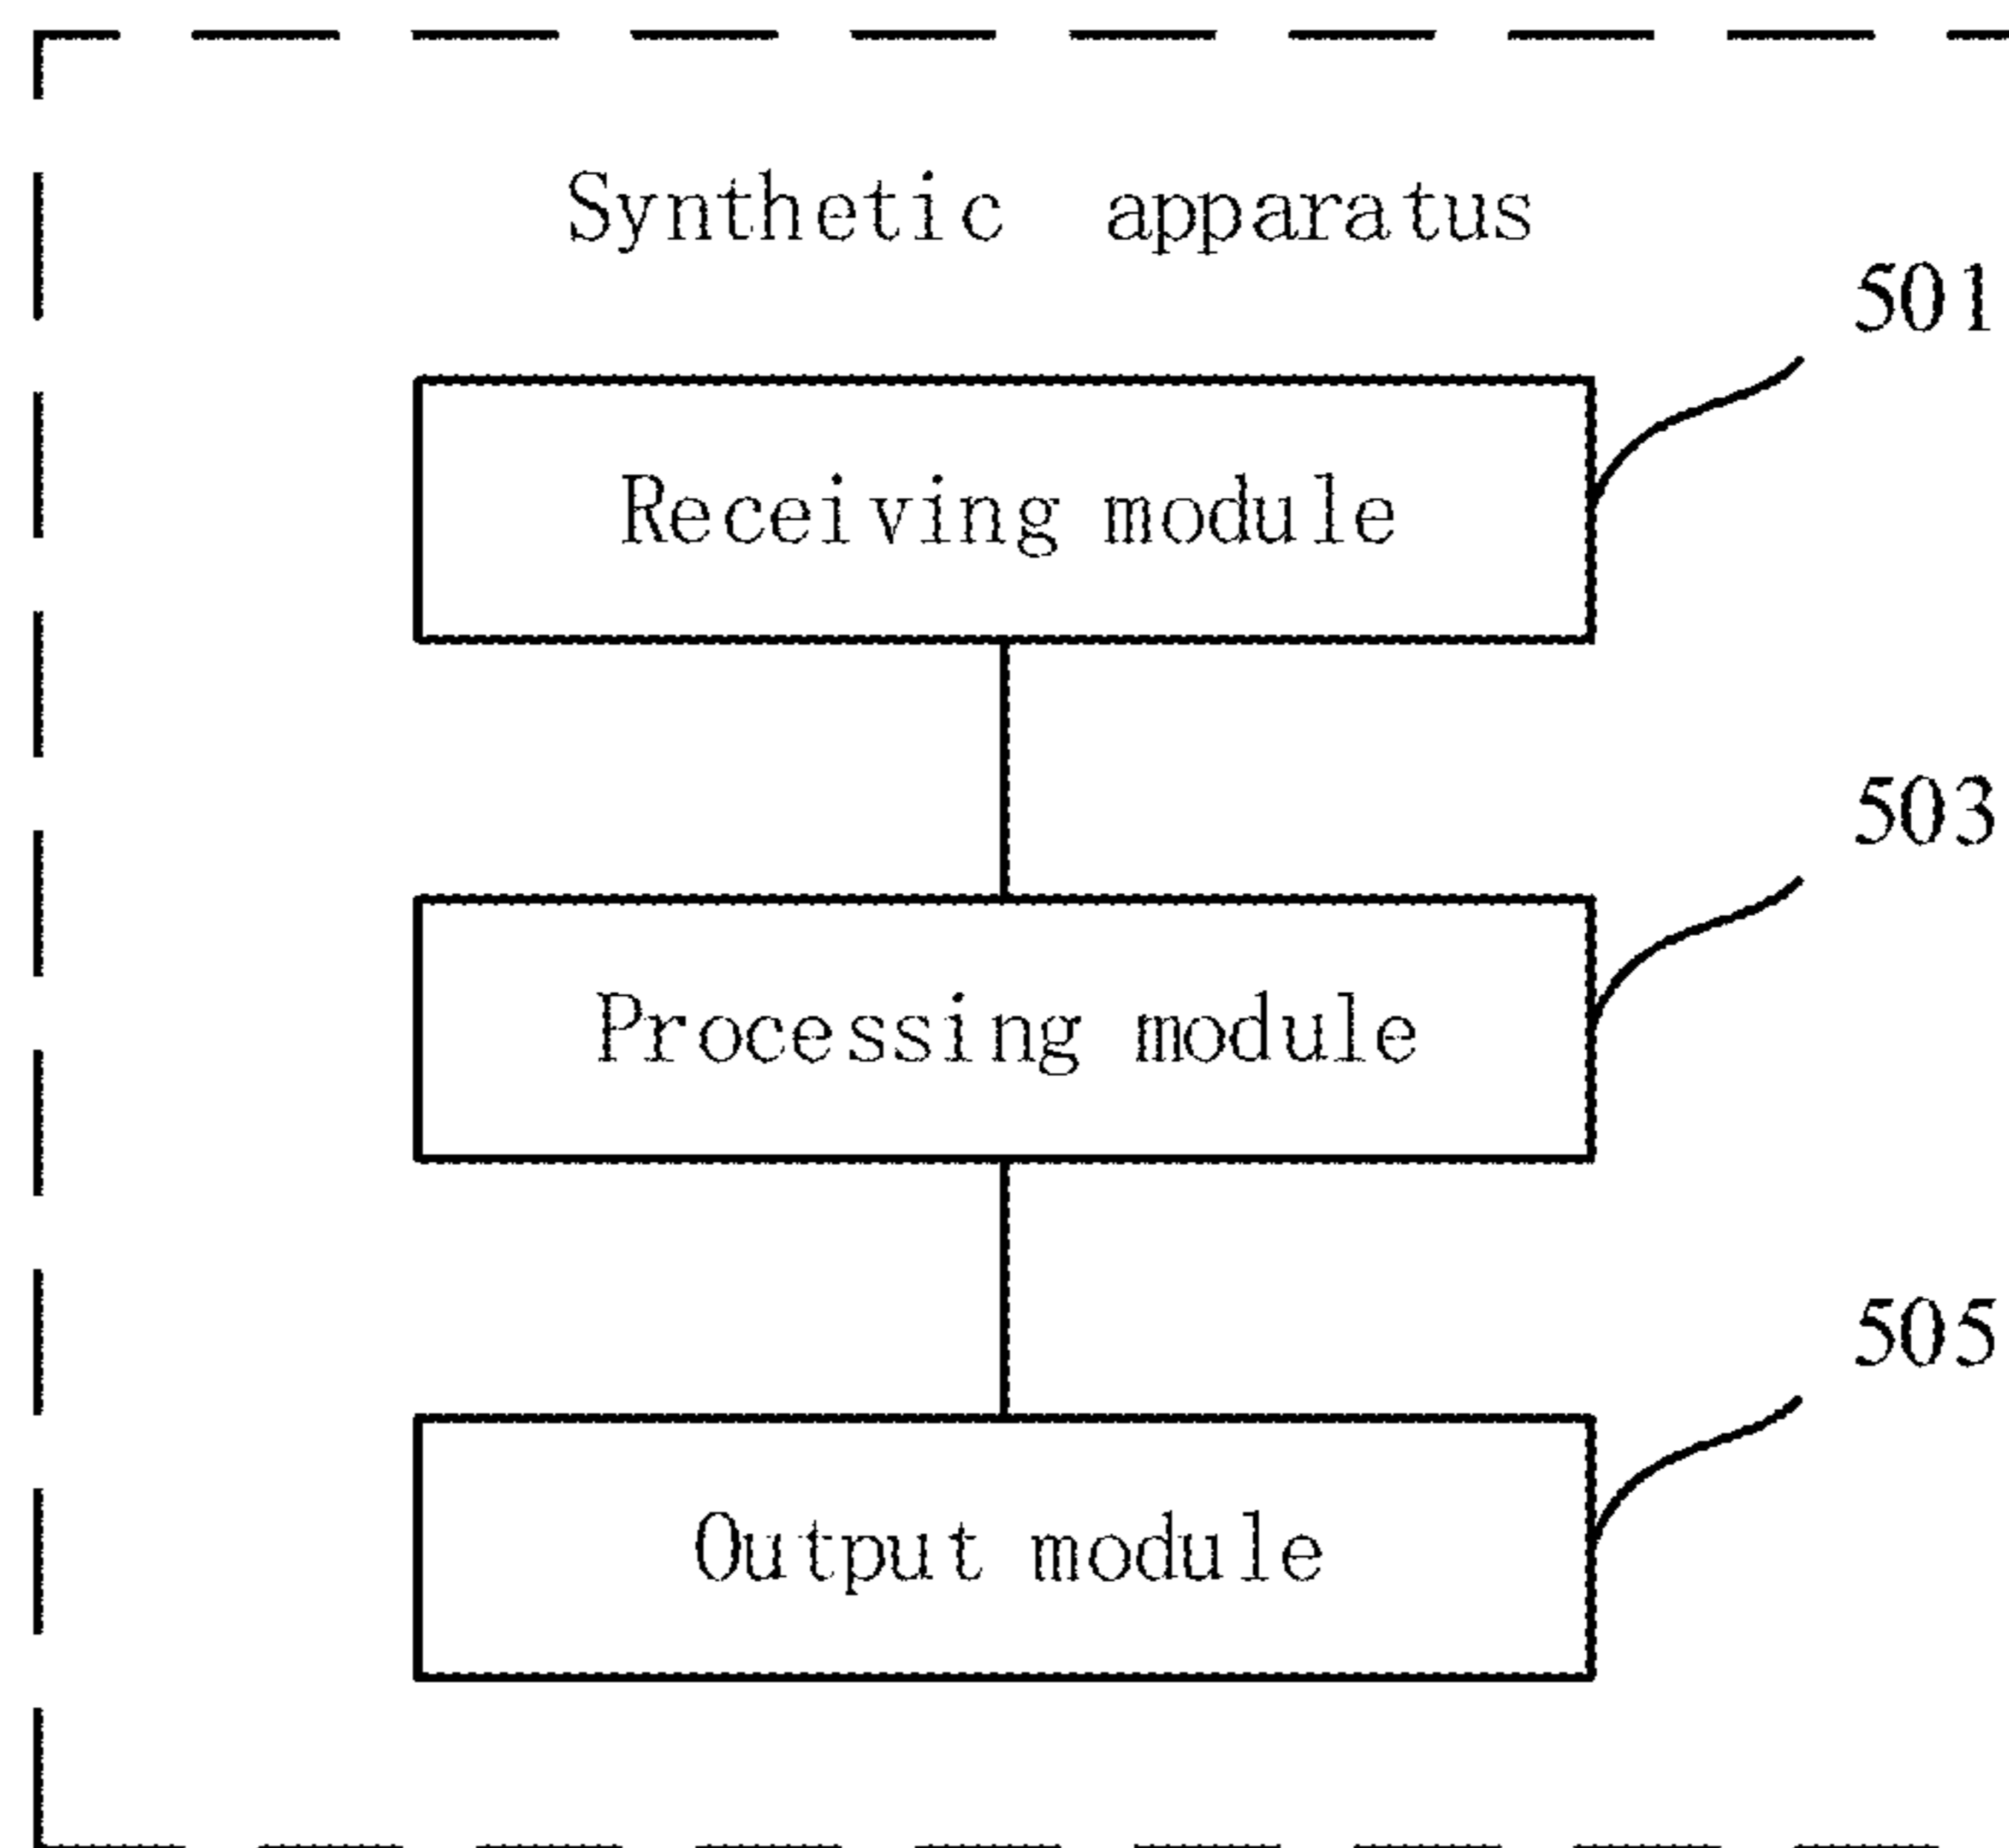 Synthetic apparatus
501
Receiving module
503
Processing module
505
Output module